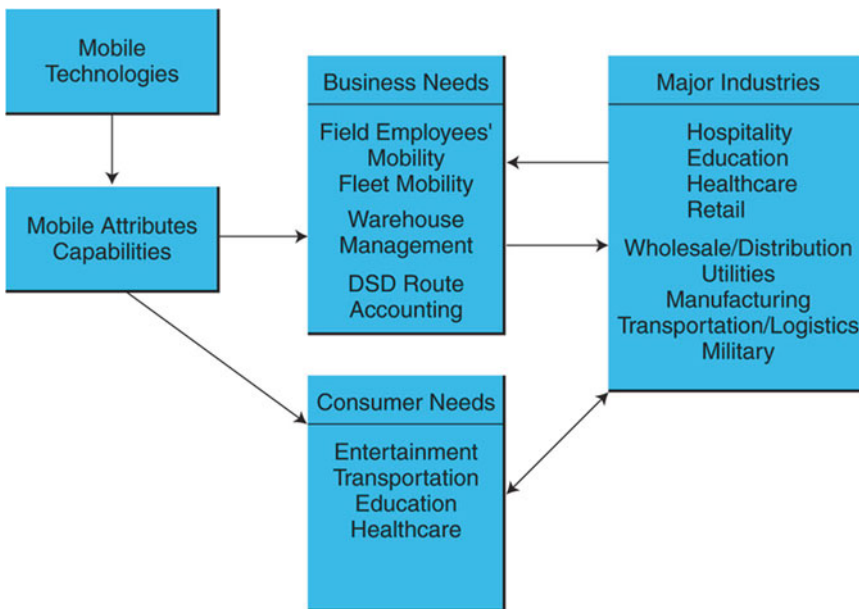 Mobile
Technologies
Mobile Attributes
Capabilities
Business Needs
Field Employees'
Mobility
Fleet Mobility
Warehouse
Management
DSD Route
Accounting
Consumer Needs
Entertainment
Transportation
Education
Healthcare
Major Industries
Hospitality
Education
Healthcare
Retail
Wholesale/Distribution
Utilities
Manufacturing
Transportation/Logistics
Military